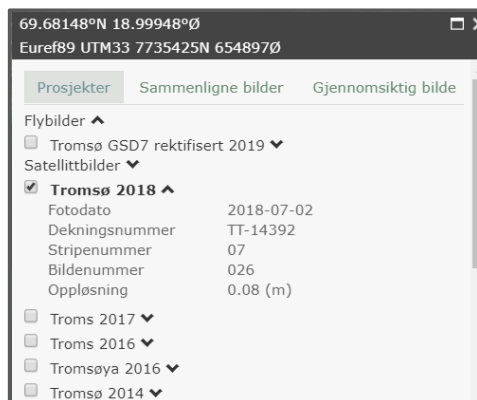 69.68148°N 18.99948°Ø
Euref89 UTM33 7735425N 654897Ø
Prosjekter Sammenligne bilder Gjennomsiktig bilde
Flybilder
Tromsø GSD7 rektifisert 2019
Satellittbilder
Tromsø 2018
Fotodato 2018-07-02
Dekningsnummer TT-14392
Stripenummer 07
Bildenummer 026
Oppløsning 0.08 (m)
Troms 2017
Troms 2016
Tromsøya 2016
Tromsø 2014